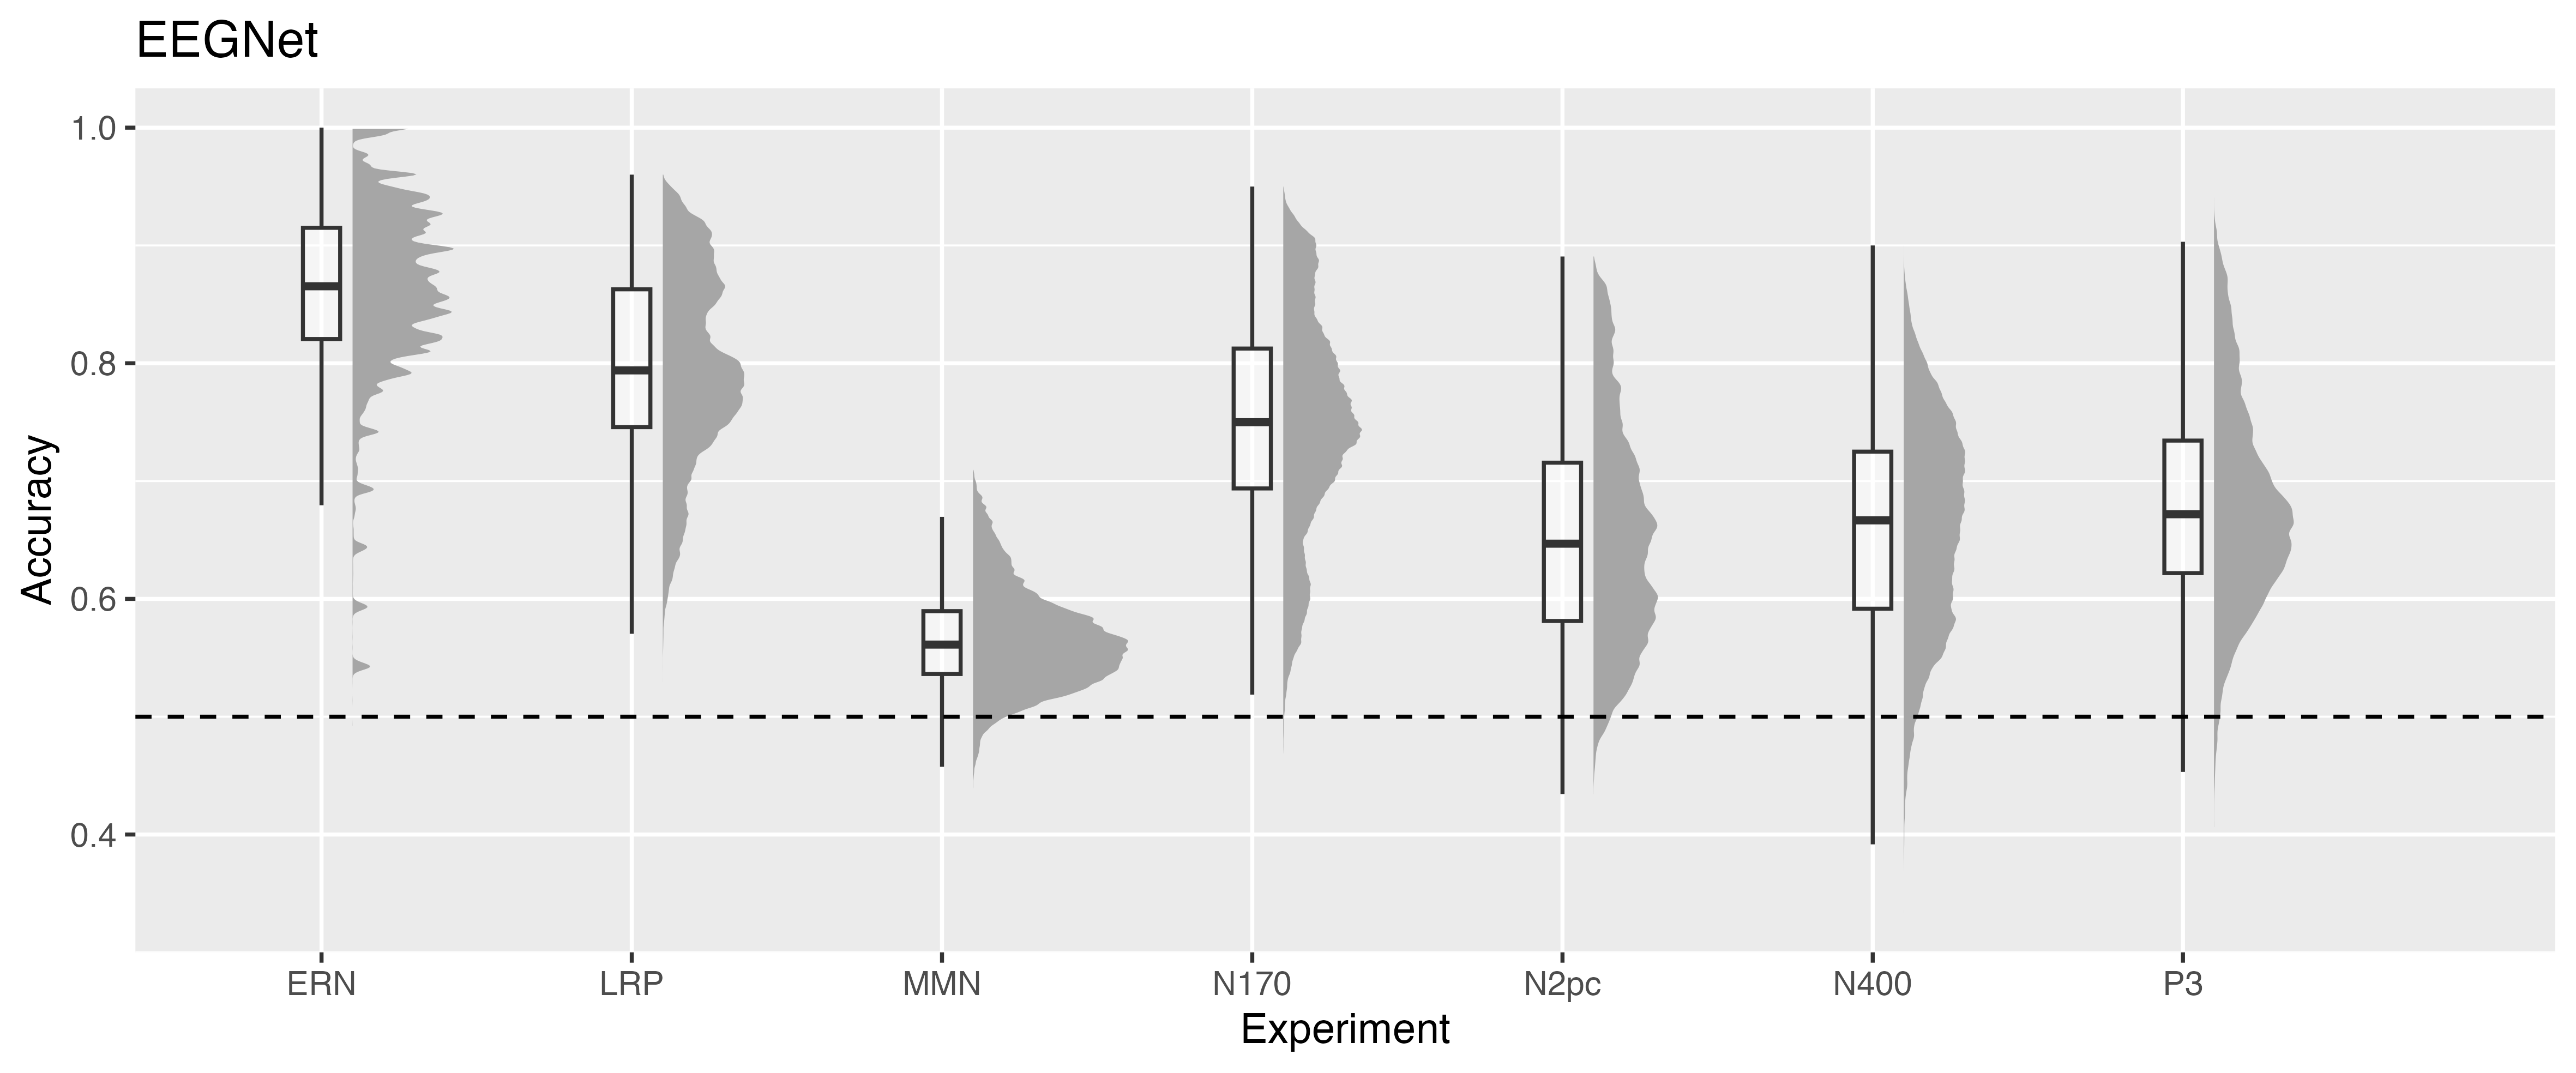 EEGNet
1.0
0.8
0.6
0.4
Accuracy
ERN LRP MMN N170 N2pc N400 P3
Experiment